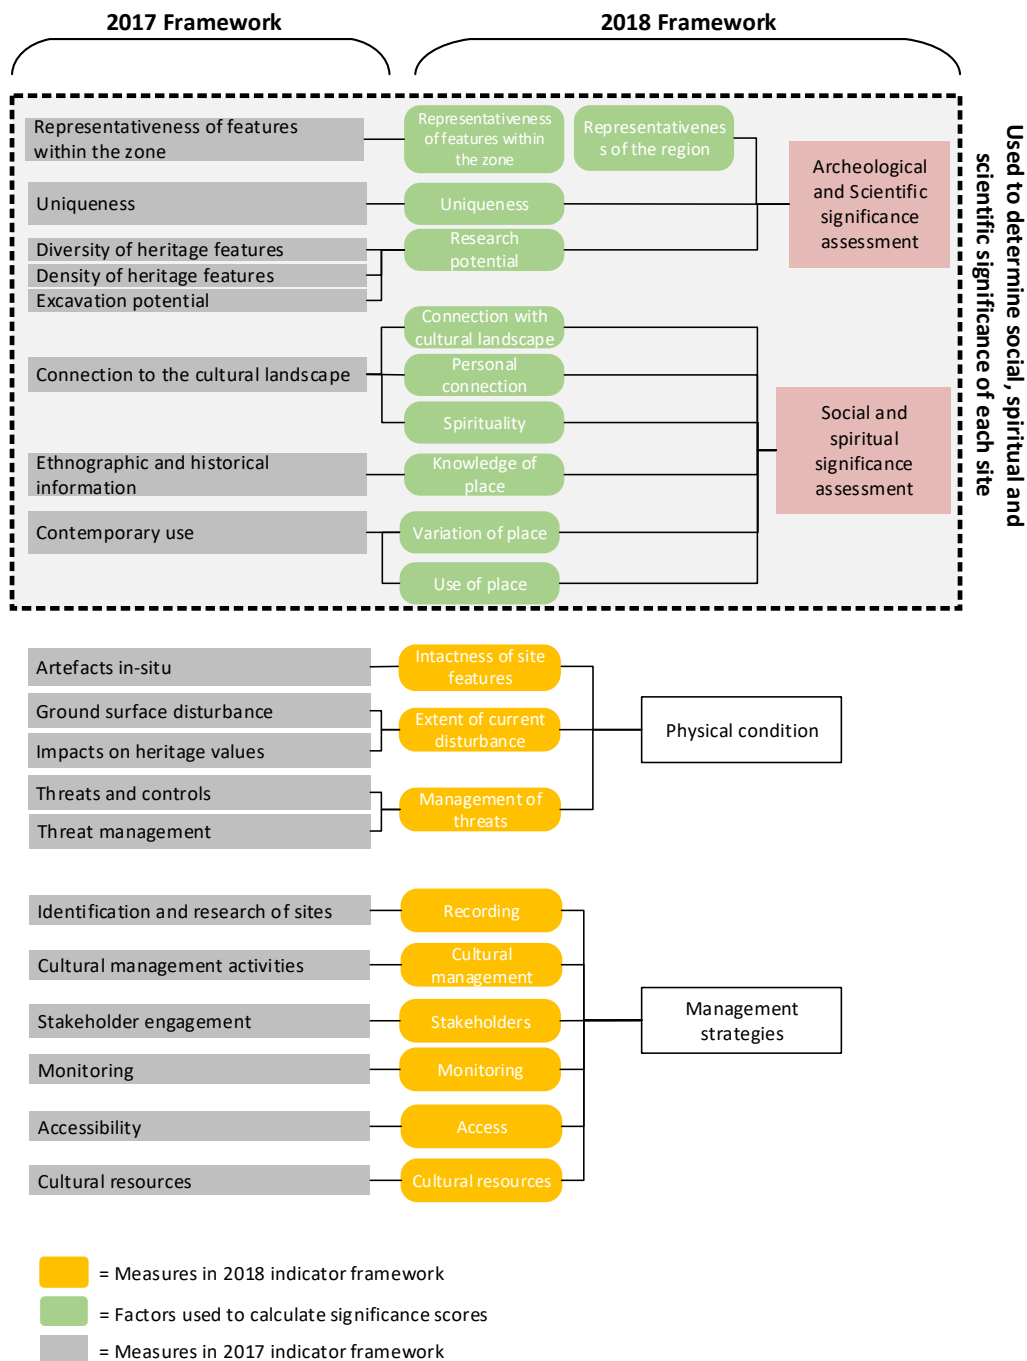 2017 Framework
2018 Framework
Representativeness of features
within the zone
Representativeness
of features within
the zone
Representativenes
s of the region
Archeological
and Scientific
significance
assessment
Uniqueness
Uniqueness
Diversity of heritage features
Density of heritage features
Excavation potential
Research
potential
Connection to the cultural landscape
Connection with
cultural landscape
Personal
connection
Spirituality
Social and
spiritual
significance
assessment
Ethnographic and historical
information
Knowledge of
place
Contemporary use
Variation of place
Use of place
Used to determine social, spiritual and
scientific significance of each site
Artefacts in-situ
Intactness of site
features
Ground surface disturbance
Impacts on heritage values
Extent of current
disturbance
Physical condition
Threats and controls
Threat management
Management of
threats
Identification and research of sites
Recording
Cultural management activities
Cultural
management
Stakeholder engagement
Stakeholders
Management
strategies
Monitoring
Monitoring
Accessibility
Access
Cultural resources
Cultural resources
= Measures in 2018 indicator framework
= Factors used to calculate significance scores
= Measures in 2017 indicator framework